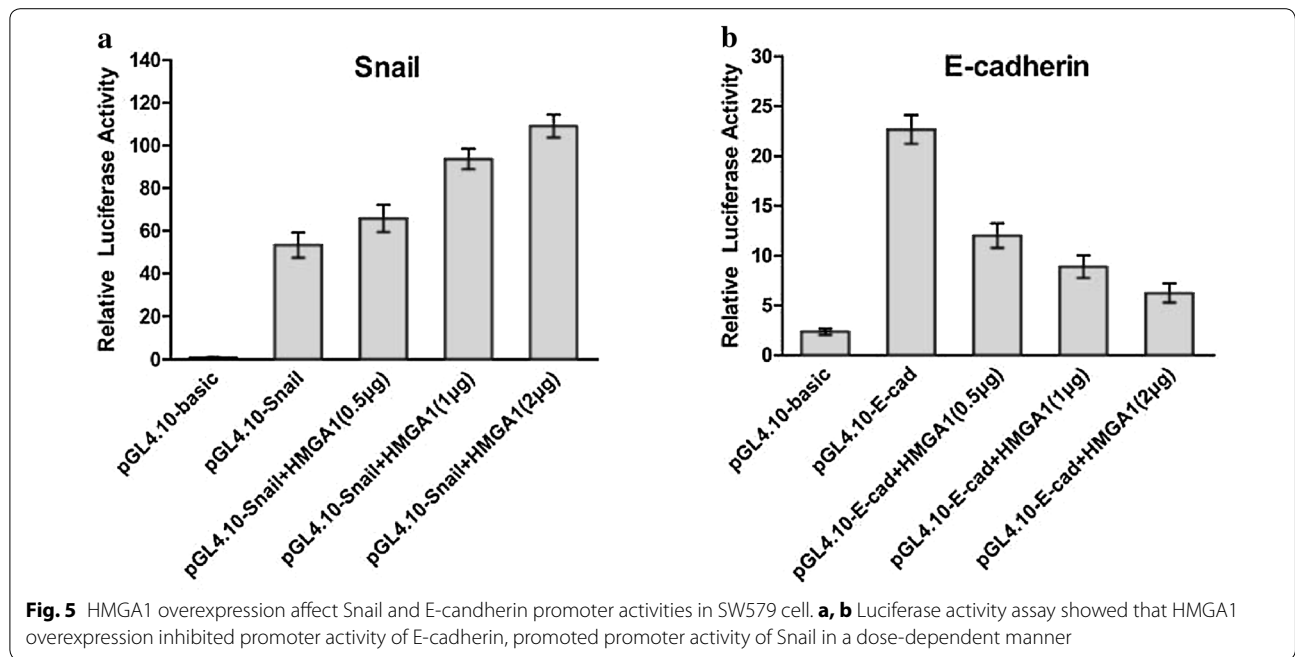 a
Snail
Relative Luciferase Activity
140
120
100
80
60
40
20
0
pGL4.10-basic
pGL4.10-Snail
pGL4.10-Snail+HMGA1(0.5µg)
pGL4.10-Snail+HMGA1(1µg)
pGL4.10-Snail+HMGA1(2µg)
b
E-cadherin
Relative Luciferase Activity
30
25
20
15
10
5
0
pGL4.10-basic
pGL4.10-E-cad
pGL4.10-E-cad+HMGA1(0.5µg)
pGL4.10-E-cad+HMGA1(1µg)
pGL4.10-E-cad+HMGA1(2µg)
Fig. 5 HMGA1 overexpression affect Snail and E-candherin promoter activities in SW579 cell. a, b Luciferase activity assay showed that HMGA1
overexpression inhibited promoter activity of E-cadherin, promoted promoter activity of Snail in a dose-dependent manner